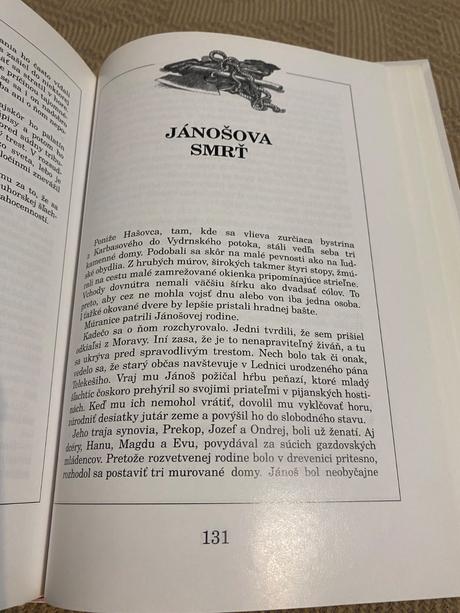 ania ho často vídali
JÁNOŠOVA
SMRŤ
Poniže Hašovca, tam, kde sa vlieva zurčiaca bystrina
z Karbasového do Vydrnského potoka, stáli vedľa seba tri
kamenné domy. Podobali sa skôr na malé pevnosti ako na ľud-
ské obydlia. Z hrubých múrov, širokých takmer štyri stopy, žmú-
rali na cestu malé zamrežované okienka pripomínajúce strieľne.
Vchody dovnútra nemali väčšiu šírku ako dvadsať cólov. To
preto, aby cez ne mohla vojsť dnu alebo von iba jedna osoba.
Ťažké okované dvere by lepšie pristali hradnej bašte.
Múranice patrili Jánošovej rodine.
Kadečo sa o ňom rozchyrovalo. Jedni tvrdili, že sem prišiel
odkiaľsi z Moravy. Iní zasa, že je to nenapraviteľný živáň, a tu
sa ukrýva pred spravodlivým trestom. Nech bolo tak či onak,
vedelo sa, že starý občas navštevuje v Lednici urodzeného pána
Telekešiho. Vraj mu Jánoš požičal hŕbu peňazí, ktoré mladý
šľachtic čoskoro prehýril so svojimi priateľmi v pijanských hosti-
nách. Keď mu ich nemohol vrátiť, dovolil mu vyklčovať horu,
zúrodniť desiatky jutár zeme a povýšil ho do slobodného stavu.
Jeho traja synovia, Prekop, Jozef a Ondrej, boli už ženatí. Aj
dcéry, Hanu, Magdu a Evu, povydával za súcich gazdovských
mládencov. Pretože rozvetvenej rodine bolo v drevenici pritesno,
rozhodol sa postaviť tri murované domy. Jánoš bol neobyčajne
131